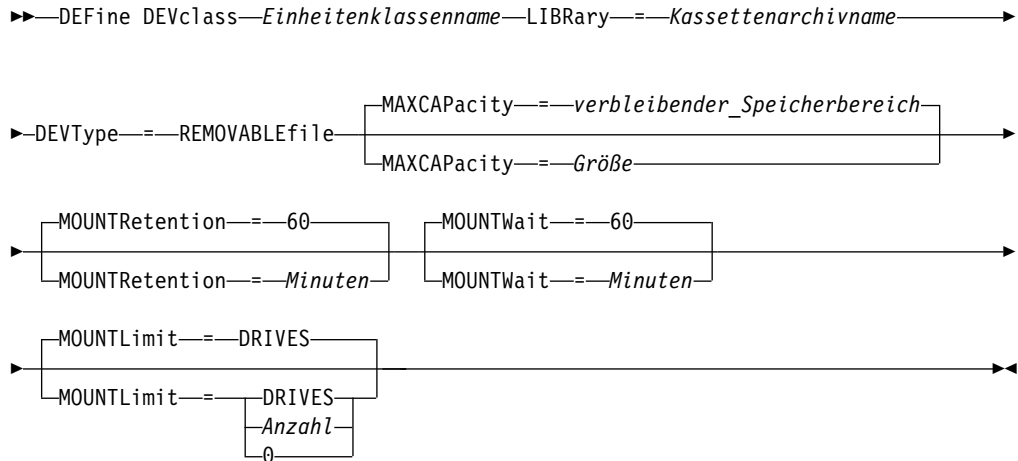 DEFine DEVclass Einheitenklassenname LIBRary = Kassettenarchivname
MAXCAPacity = verbleibender_Speicherbereich
DEVType = REMOVABLEfile
MAXCAPacity = Größe
MOUNTRetention = 60 MOUNTWait = 60
MOUNTRetention = Minuten MOUNTWait = Minuten
MOUNTLimit = DRIVES
MOUNTLimit = DRIVES
Anzahl
0